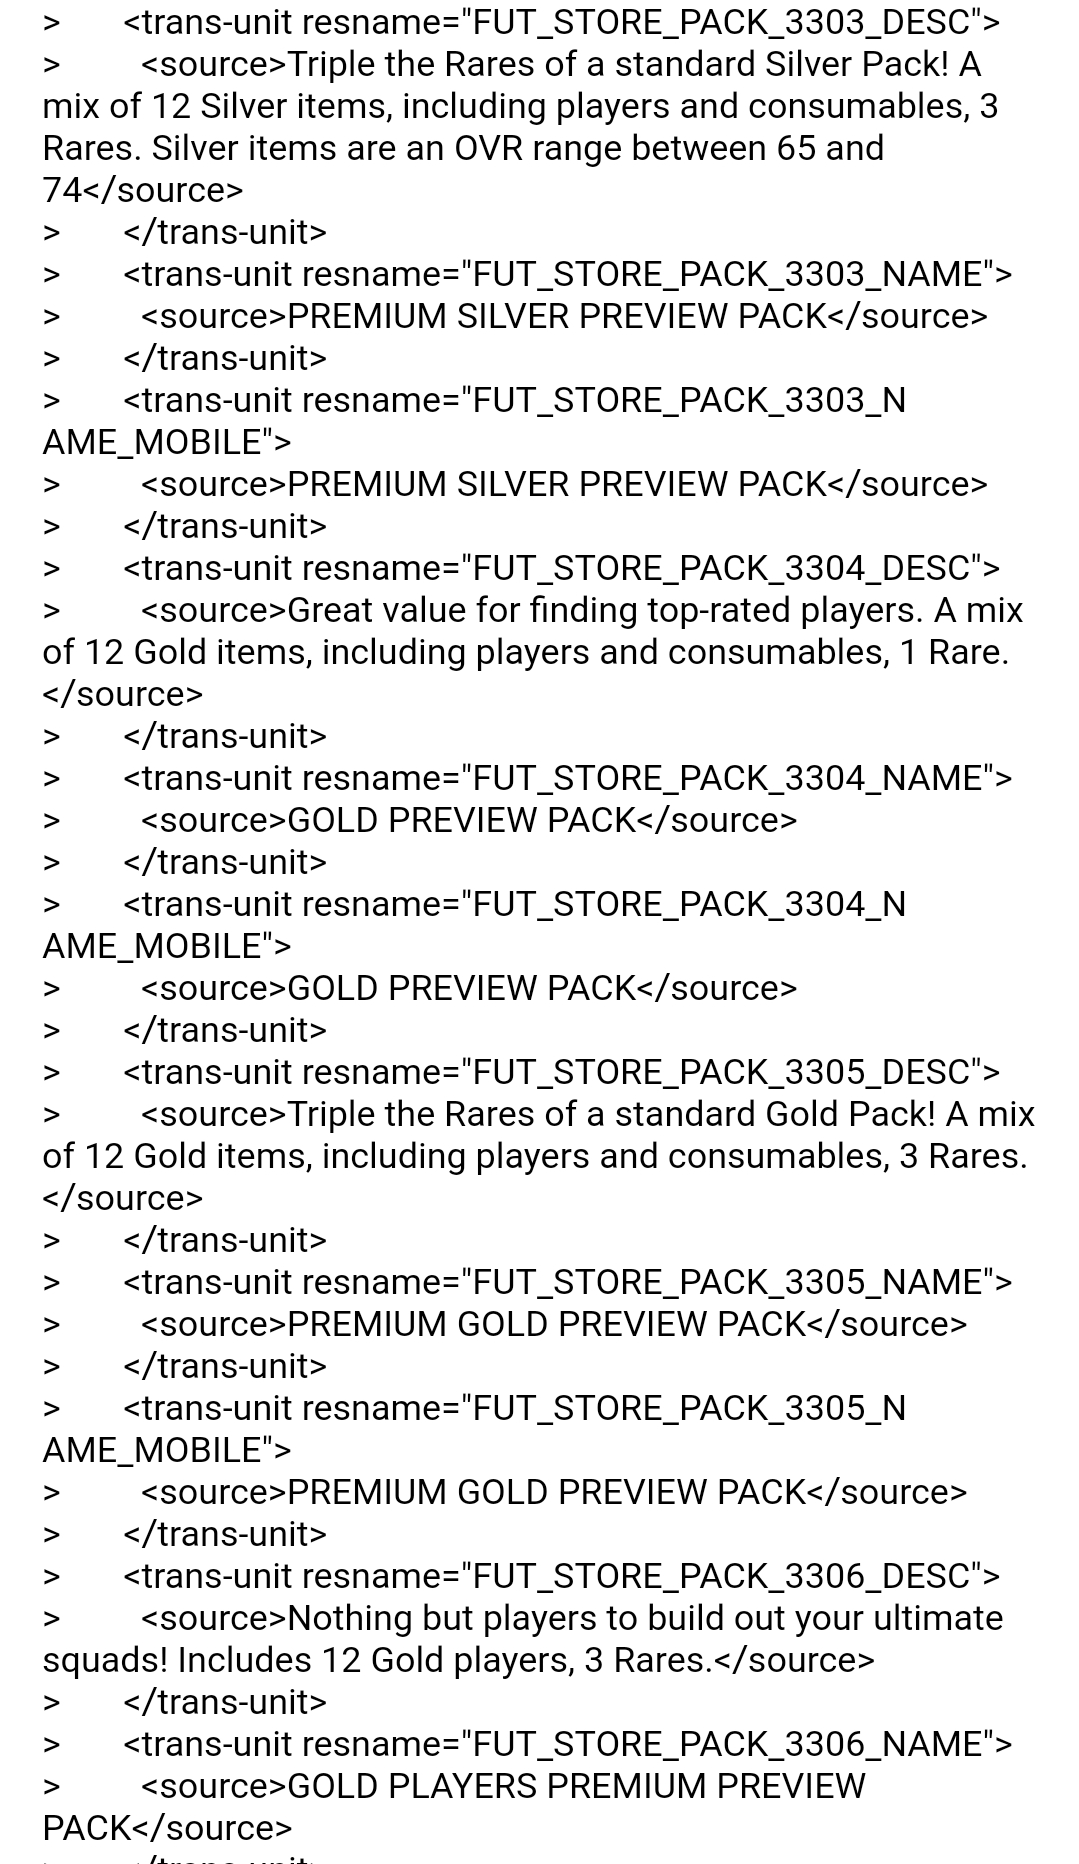 > <trans-unit resname="FUT_STORE_PACK_3303_DESC">
> <source>Triple the Rares of a standard Silver Pack! A
mix of 12 Silver items, including players and consumables, 3
Rares. Silver items are an OVR range between 65 and
74</source>
> </trans-unit>
> <trans-unit resname="FUT_STORE_PACK_3303_NAME">
> <source>PREMIUM SILVER PREVIEW PACK</source>
> </trans-unit>
> <trans-unit resname="FUT_STORE_PACK_3303_N
AME_MOBILE">
> <source>PREMIUM SILVER PREVIEW PACK</source>
> </trans-unit>
> <trans-unit resname="FUT_STORE_PACK_3304_DESC">
> <source>Great value for finding top-rated players. A mix
of 12 Gold items, including players and consumables, 1 Rare.
</source>
> </trans-unit>
> <trans-unit resname="FUT_STORE_PACK_3304_NAME">
> <source>GOLD PREVIEW PACK</source>
> </trans-unit>
> <trans-unit resname="FUT_STORE_PACK_3304_N
AME_MOBILE">
> <source>GOLD PREVIEW PACK</source>
> </trans-unit>
> <trans-unit resname="FUT_STORE_PACK_3305_DESC">
> <source>Triple the Rares of a standard Gold Pack! A mix
of 12 Gold items, including players and consumables, 3 Rares.
</source>
> </trans-unit>
> <trans-unit resname="FUT_STORE_PACK_3305_NAME">
> <source>PREMIUM GOLD PREVIEW PACK</source>
> </trans-unit>
> <trans-unit resname="FUT_STORE_PACK_3305_N
AME_MOBILE">
> <source>PREMIUM GOLD PREVIEW PACK</source>
> </trans-unit>
> <trans-unit resname="FUT_STORE_PACK_3306_DESC">
> <source>Nothing but players to build out your ultimate
squads! Includes 12 Gold players, 3 Rares.</source>
> </trans-unit>
> <trans-unit resname="FUT_STORE_PACK_3306_NAME">
> <source>GOLD PLAYERS PREMIUM PREVIEW
PACK</source>